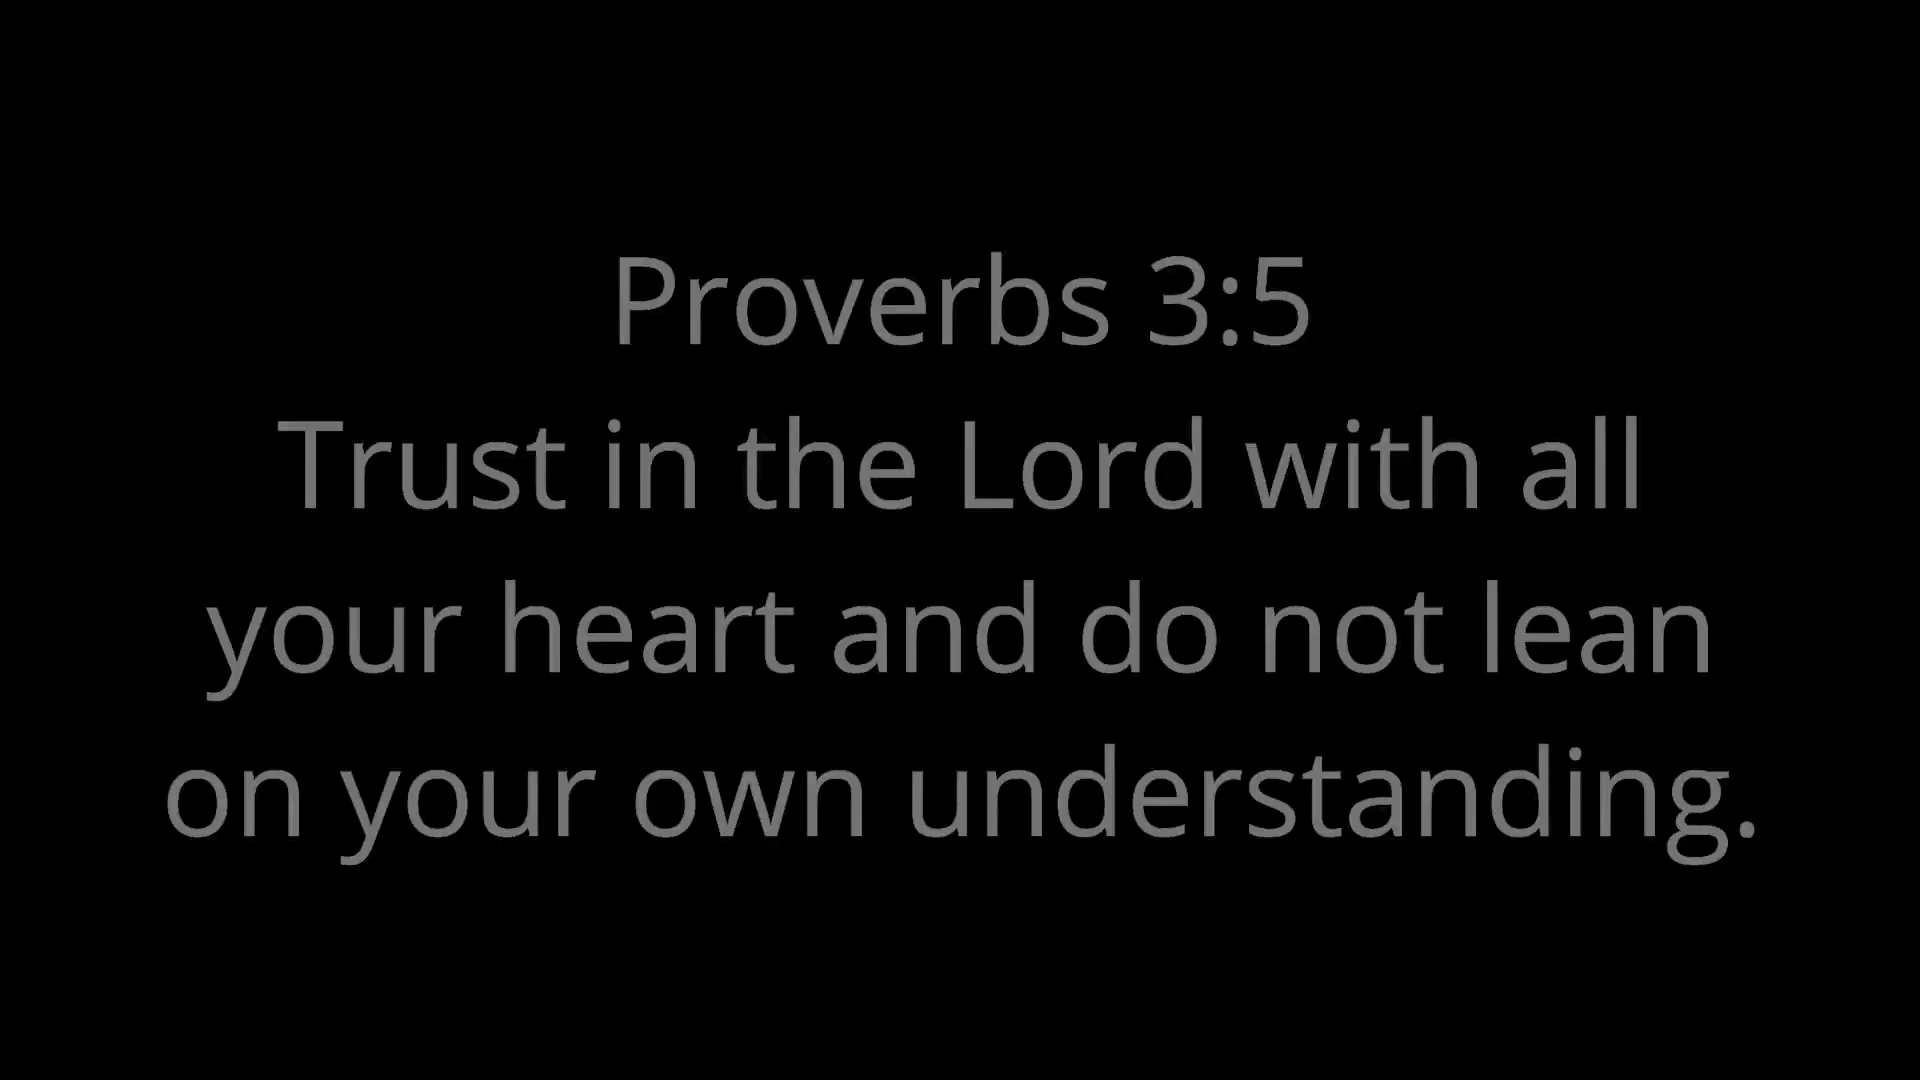 Proverbs 3:5
Trust in the Lord with all
your heart and do not lean
on your own understanding.